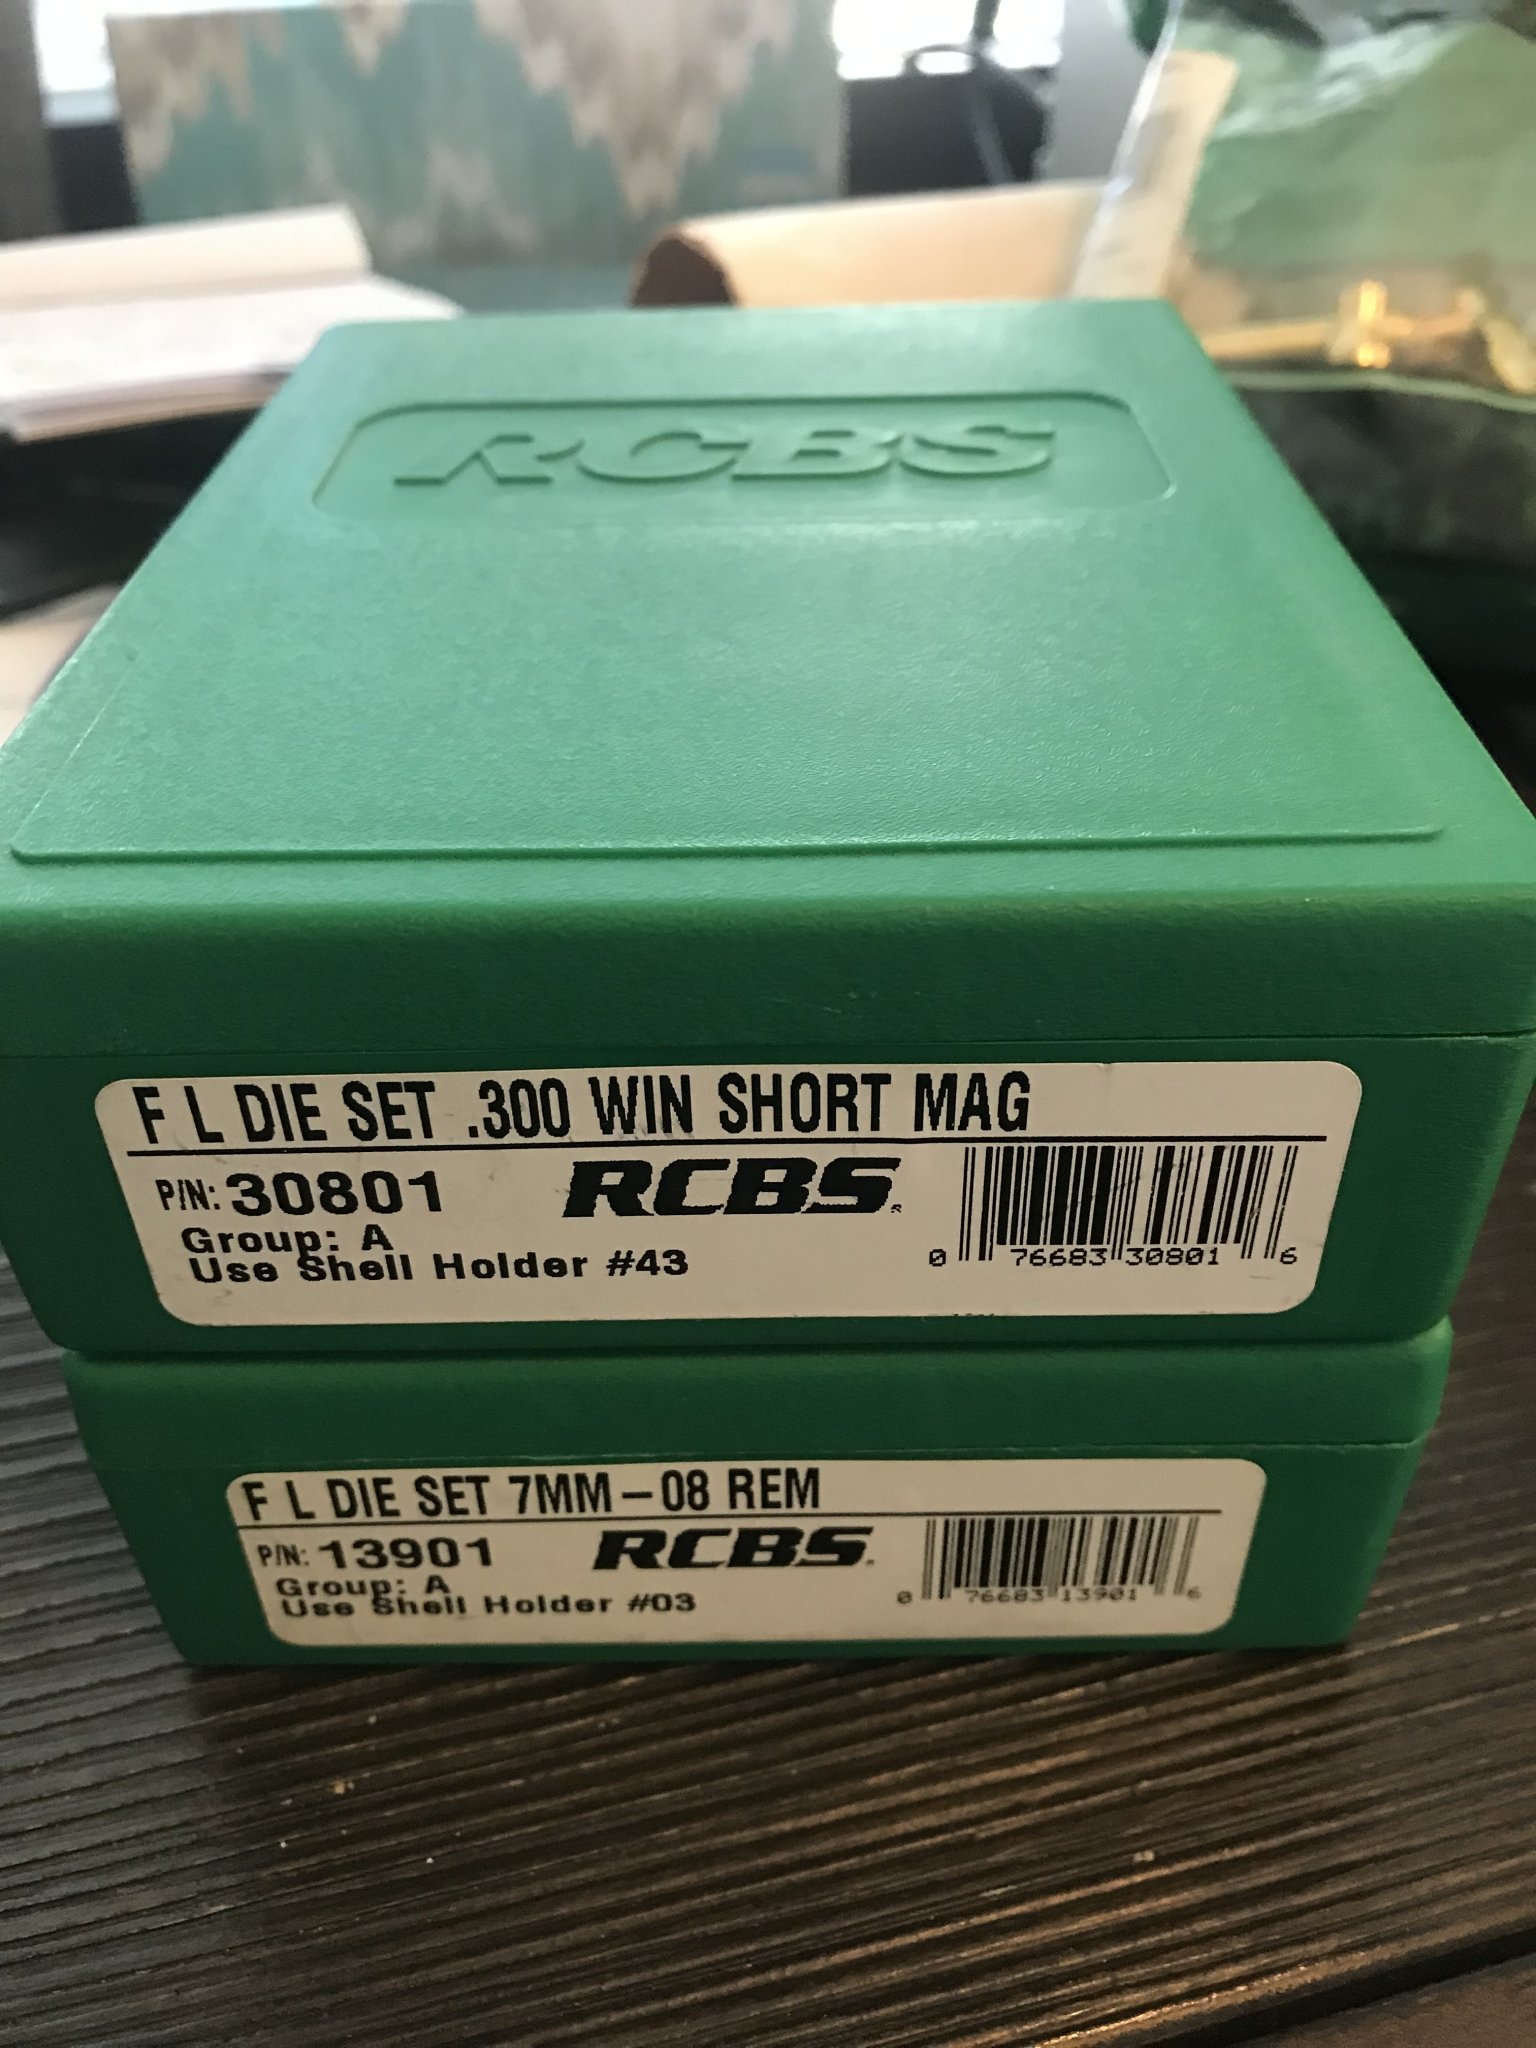 RCBS
F L DIE SET .300 WIN SHORT MAG
P/N: 30801 RCBS
Group: A
Use Shell Holder #43
0 76683 30801 6
F L DIE SET 7MM-08 REM
P/N: 13901 RCBS.
Group: A
Use Shell Holder #03
0 76683 13901 6